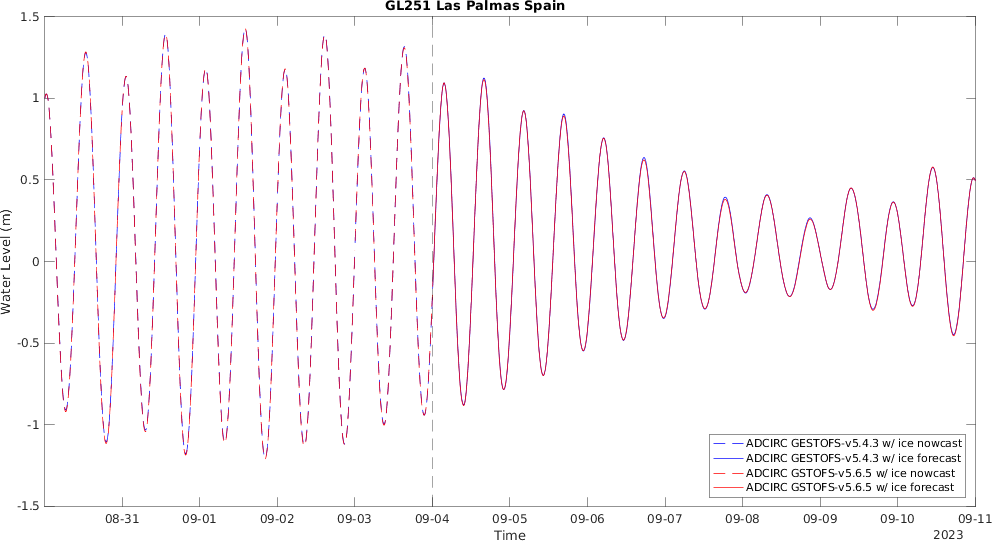 GL251 Las Palmas Spain
1.5
1
0.5
0
-0.5
-1
-1.5
Water Level (m)
08-31
09-01
09-02
09-03
09-04
09-05
09-06
09-07
09-08
09-09
09-10
09-11
Time
2023
ADCIRC GESTOFS-v5.4.3 w/ ice nowcast
ADCIRC GESTOFS-v5.4.3 w/ ice forecast
ADCIRC GSTOFS-v5.6.5 w/ ice nowcast
ADCIRC GSTOFS-v5.6.5 w/ ice forecast